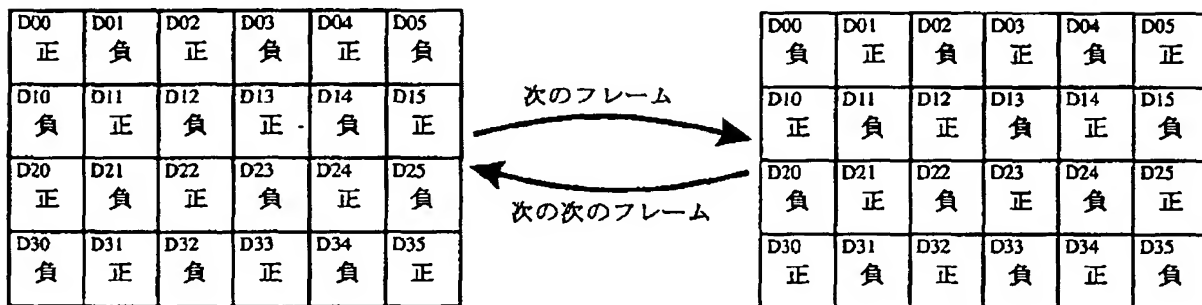 D00 D01 D02 D03 D04 D05
正 負 正 負 正 負
D10 D11 D12 D13 D14 D15
負 正 負 正 負 正
D20 D21 D22 D23 D24 D25
正 負 正 負 正 負
D30 D31 D32 D33 D34 D35
負 正 負 正 負 正
次のフレーム
次の次のフレーム
D00 D01 D02 D03 D04 D05
負 正 負 正 負 正
D10 D11 D12 D13 D14 D15
正 負 正 負 正 負
D20 D21 D22 D23 D24 D25
負 正 負 正 負 正
D30 D31 D32 D33 D34 D35
正 負 正 負 正 負